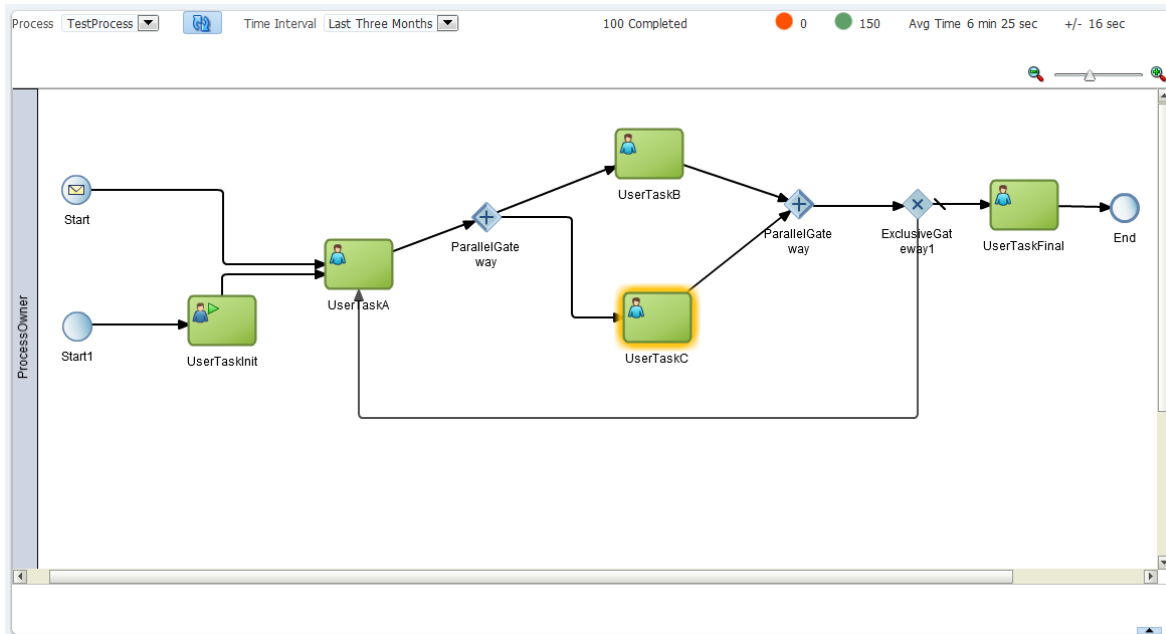 Process TestProcess Time Interval Last Three Months 100 Completed 0 150 Avg Time 6 min 25 sec +/- 16 sec
ProcessOwner
Start
Start1
UserTaskInit
UserTaskA
ParallelGate
way
UserTaskB
UserTaskC
ParallelGate
way
ExclusiveGat
eway1
UserTaskFinal
End